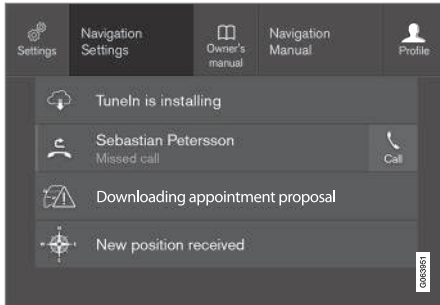 Settings
Navigation
Settings
Owner's
manual
Navigation
Manual
Profile
TuneIn is installing
Sebastian Petersson
Missed call
Call
Downloading appointment proposal
New position received
G063951